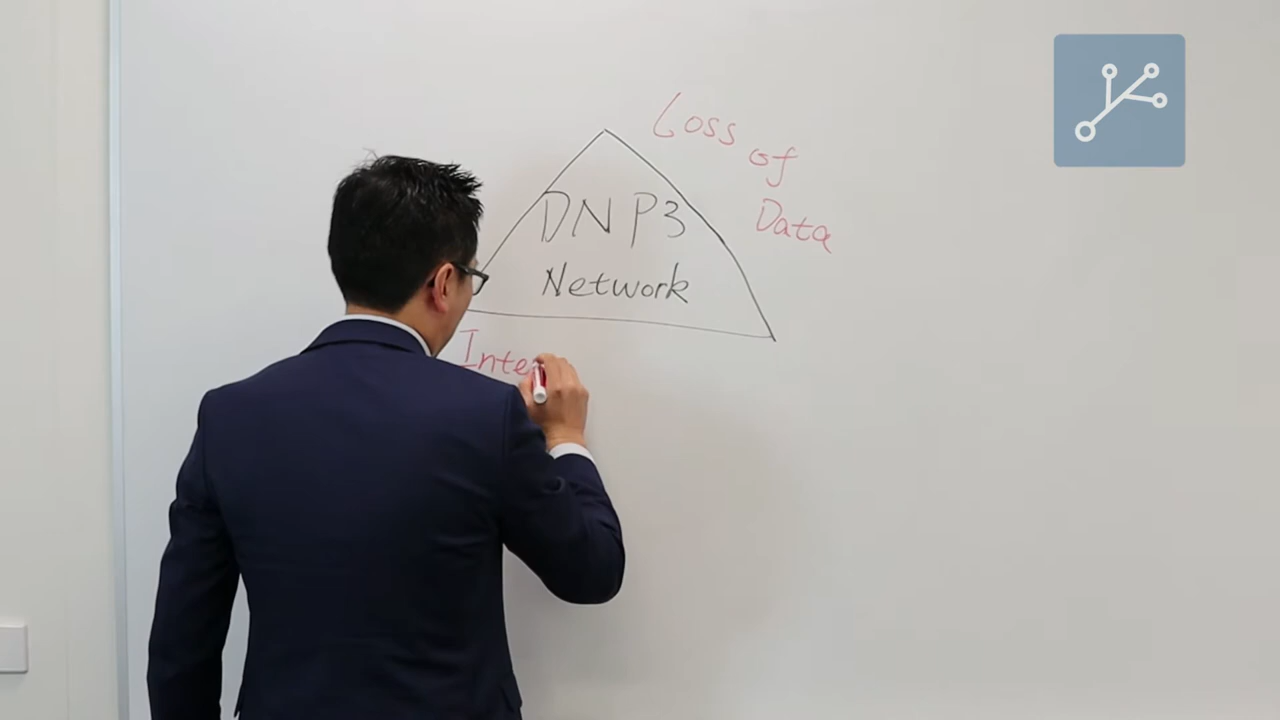 Loss
of
Data
DNP3
Network
Inte